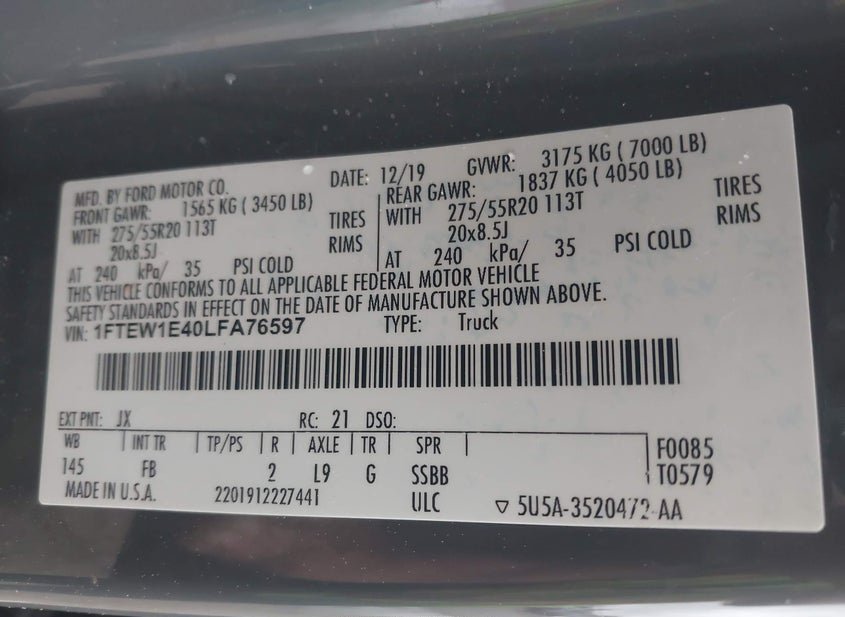 MFD. BY FORD MOTOR CO. DATE: 12/19 GVWR: 3175 KG ( 7000 LB)
FRONT GAWR: 1565 KG ( 3450 LB) REAR GAWR: 1837 KG ( 4050 LB)
WITH 275/55R20 113T TIRES WITH 275/55R20 113T TIRES
20x8.5J RIMS 20x8.5J RIMS
AT 240 kPa/ 35 PSI COLD AT 240 kPa/ 35 PSI COLD
THIS VEHICLE CONFORMS TO ALL APPLICABLE FEDERAL MOTOR VEHICLE
SAFETY STANDARDS IN EFFECT ON THE DATE OF MANUFACTURE SHOWN ABOVE.
VIN: 1FTEW1E40LFA76597 TYPE: Truck
EXT PNT: JX RC: 21 DSO:
WB INT TR TP/PS R AXLE TR SPR F0085
145 FB 2 L9 G SSBB T0579
MADE IN U.S.A. 2201912227441 ULC ▽ 5U5A-3520472-AA